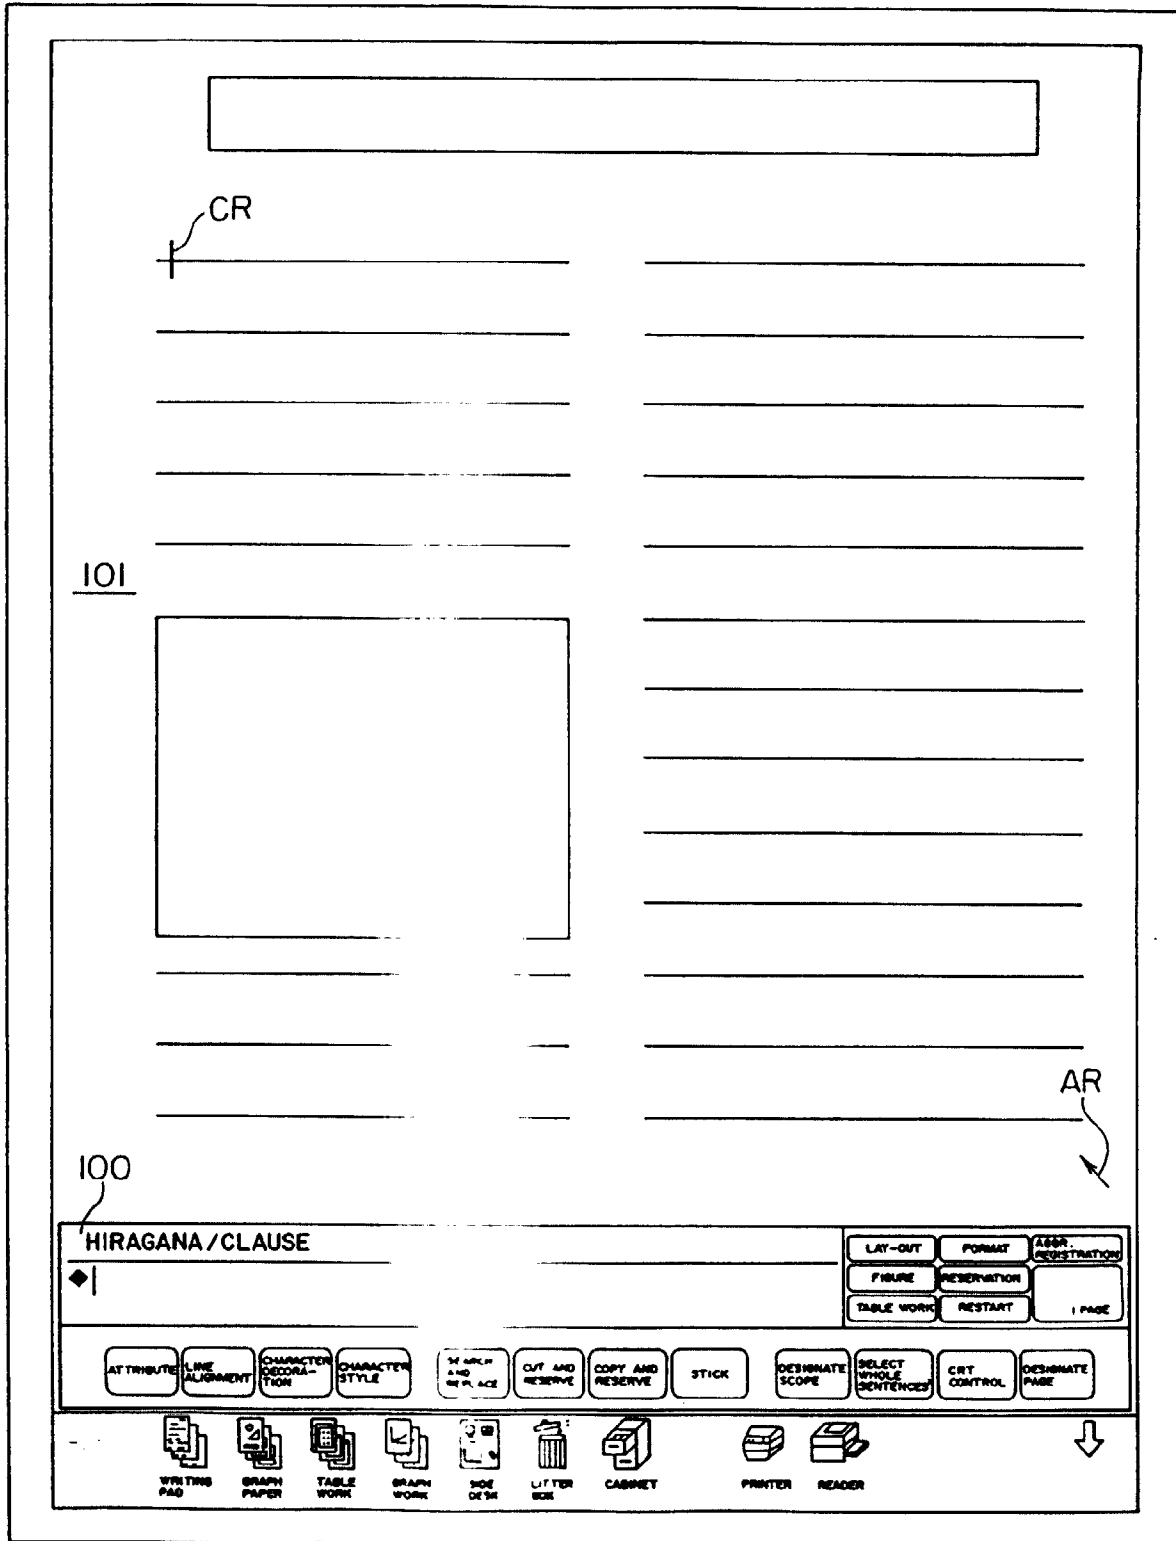 CR
101
AR
100
HIRAGANA/CLAUSE
LAY-OUT
FORMAT
ABBR.
REGISTRATION
FIGURE
RESERVATION
TABLE WORK
RESTART
1 PAGE
ATTRIBUTE
LINE
ALIGNMENT
CHARACTER
DECORA-
TION
CHARACTER
STYLE
SEARCH
AND
REPLACE
CUT AND
RESERVE
COPY AND
RESERVE
STICK
DESIGNATE
SCOPE
SELECT
WHOLE
SENTENCES
CRT
CONTROL
DESIGNATE
PAGE
WRITING
PAD
GRAPH
PAPER
TABLE
WORK
GRAPH
WORK
SIDE
DESK
LITTER
BOX
CABINET
PRINTER
READER